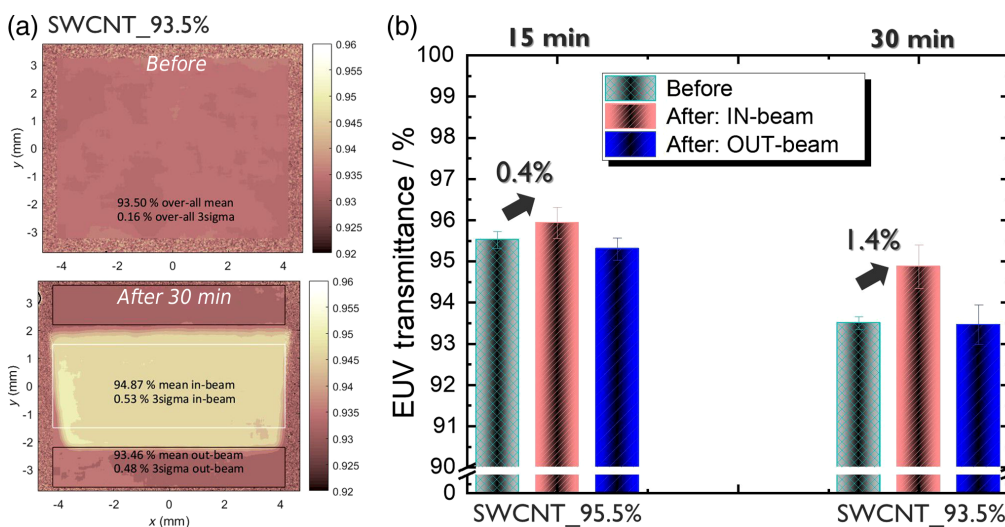 (a) SWCNT_93.5%
Before
93.50 % over-all mean
0.16 % over-all 3sigma
y (mm)
3
2
1
0
-1
-2
-3
-4 -2 0 2 4
0.96
0.955
0.95
0.945
0.94
0.935
0.93
0.925
0.92
After 30 min
94.87 % mean in-beam
0.53 % 3sigma in-beam
93.46 % mean out-beam
0.48 % 3sigma out-beam
y (mm)
3
2
1
0
-1
-2
-3
-4 -2 0 2 4
x (mm)
0.96
0.955
0.95
0.945
0.94
0.935
0.93
0.925
0.92
(b)
15 min 30 min
Before
After: IN-beam
After: OUT-beam
0.4%
1.4%
EUV transmittance / %
100
99
98
97
96
95
94
93
92
91
90
0
SWCNT_95.5% SWCNT_93.5%